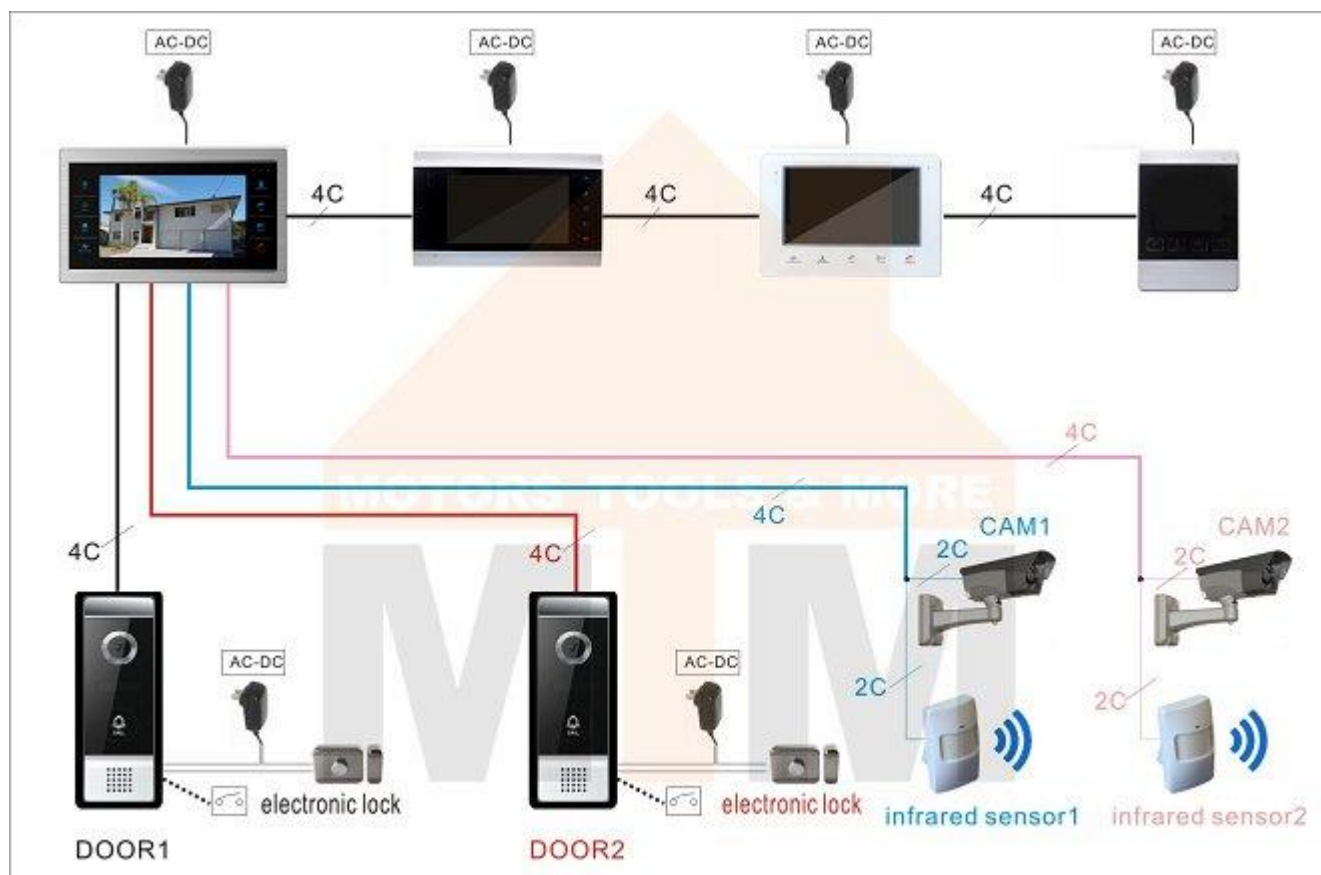 AC-DC
AC-DC
AC-DC
AC-DC
4C
4C
4C
4C
MOTORS TOOLS & MORE
4C
CAM1
CAM2
4C
4C
2C
2C
MTM
AC-DC
AC-DC
2C
2C
electronic lock
electronic lock
infrared sensor1
infrared sensor2
DOOR1
DOOR2